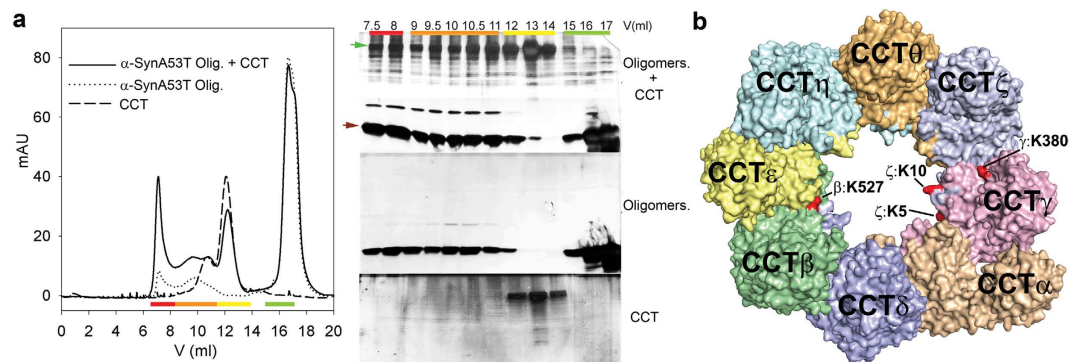 a
α-SynA53T Olig. + CCT
α-SynA53T Olig.
CCT
mAU
80
60
40
20
0
0 2 4 6 8 10 12 14 16 18 20
V (ml)
7.5 8 9 9.5 10 10.5 11 12 13 14 15 16 17 V(ml)
Oligomers
+
CCT
Oligomers.
CCT
b
CCTθ
CCTη
CCTζ
γ:K380
CCTε
β:K527
ζ:K10
CCTγ
ζ:K5
CCTβ
CCTα
CCTδ